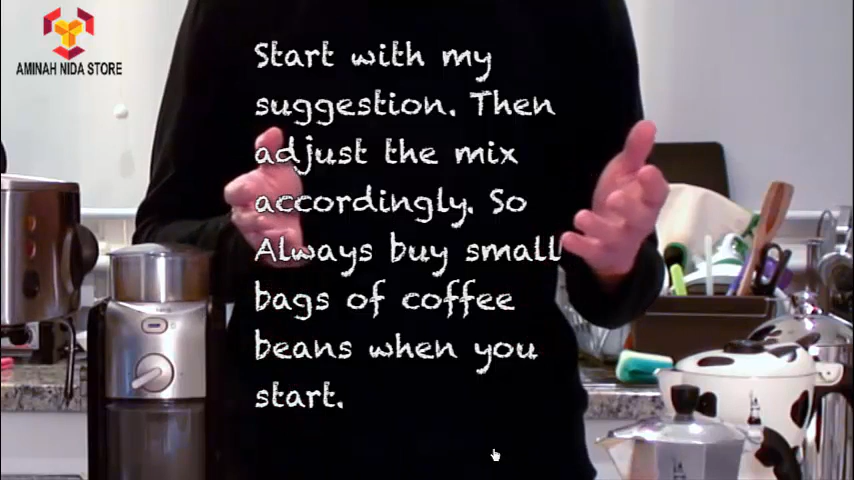 AMINAH NIDA STORE
Start with my
suggestion. Then
adjust the mix
accordingly. So
Always buy small
bags of coffee
beans when you
start.